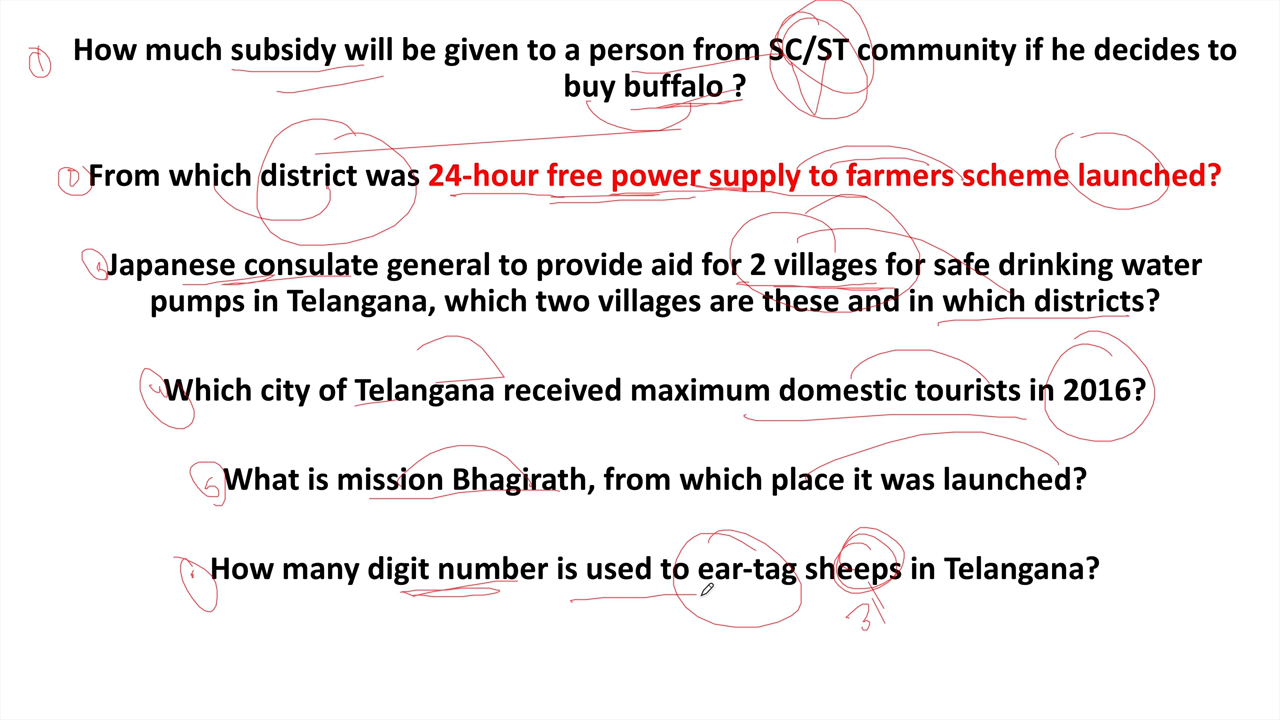 How much subsidy will be given to a person from SC/ST community if he decides to
buy buffalo ?
From which district was 24-hour free power supply to farmers scheme launched?
Japanese consulate general to provide aid for 2 villages for safe drinking water
pumps in Telangana, which two villages are these and in which districts?
Which city of Telangana received maximum domestic tourists in 2016?
What is mission Bhagirath, from which place it was launched?
How many digit number is used to ear-tag sheeps in Telangana?